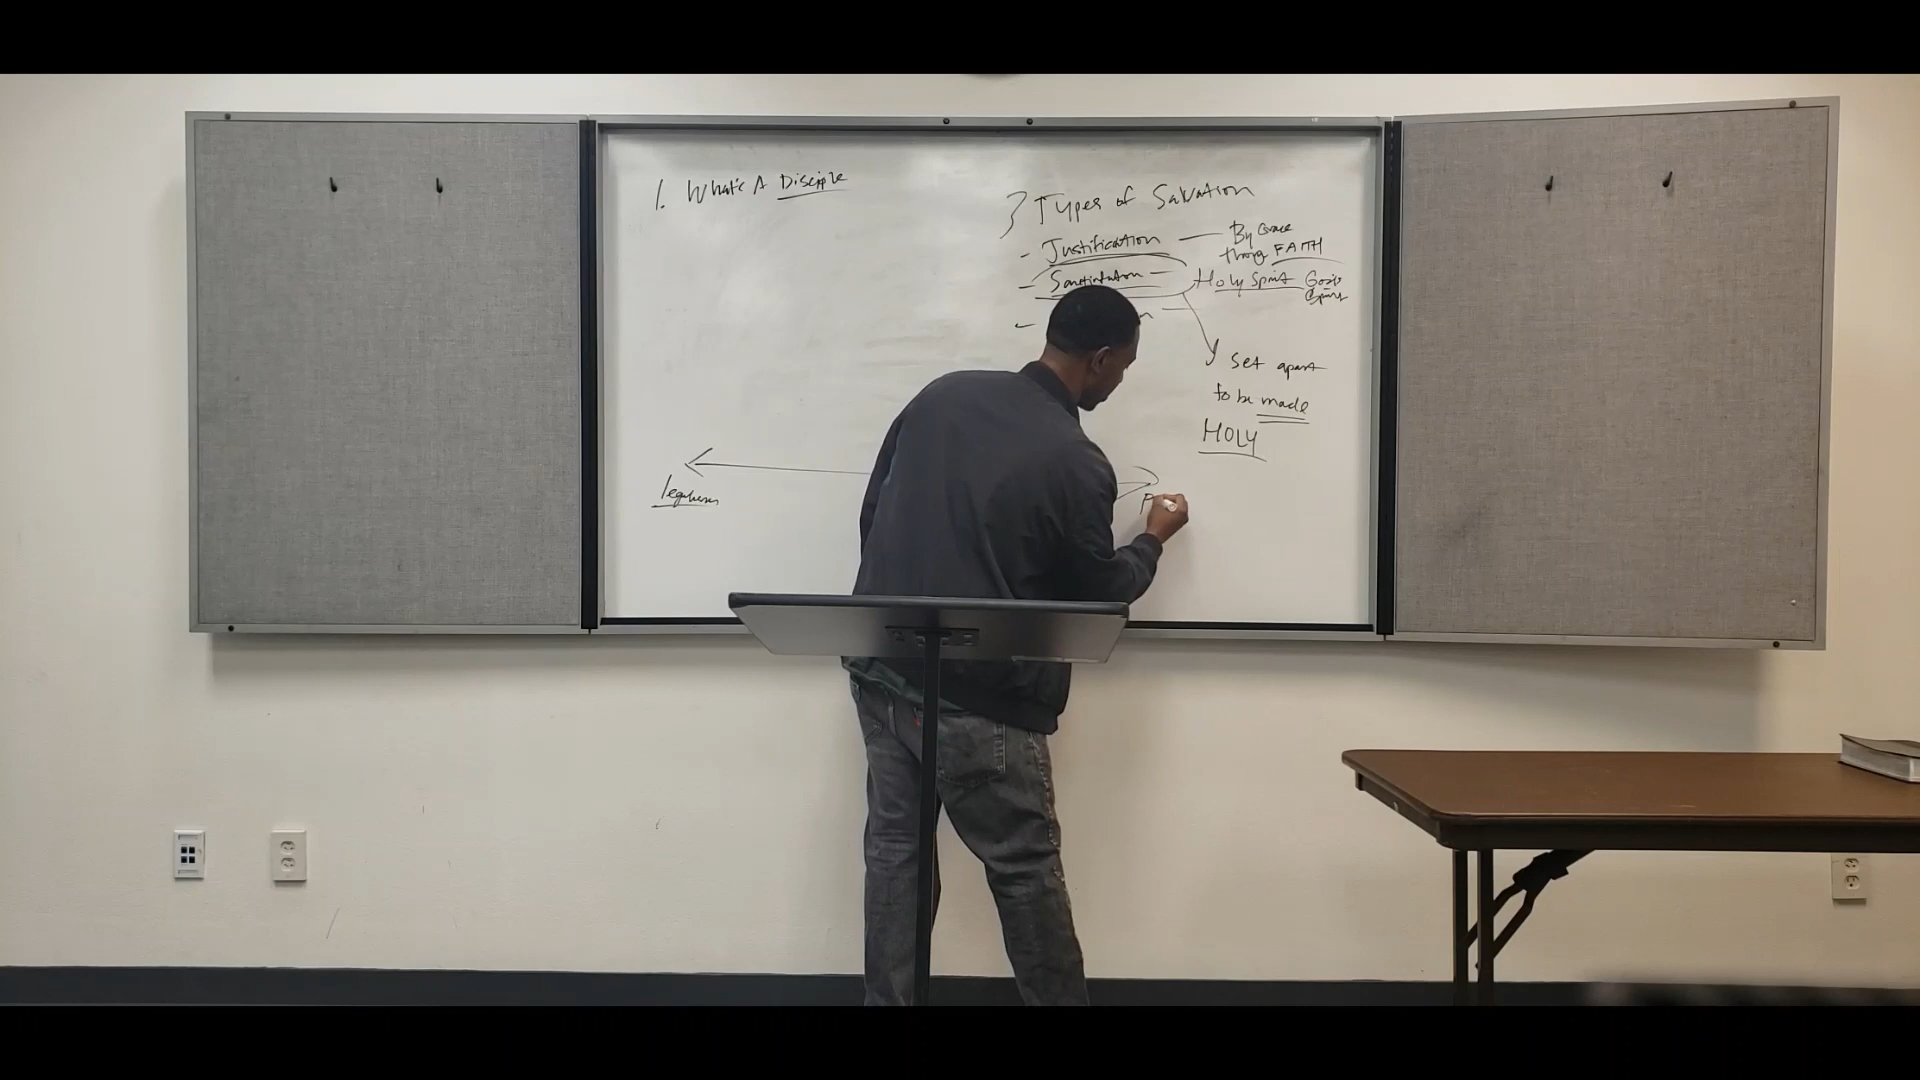 1. What's A Disciple
3 Types of Salvation
- Justification — By Grace
through FAITH
- Sanctification — Holy Spirit God's
Spirit
-
Set apart
to be made
HOLY
P